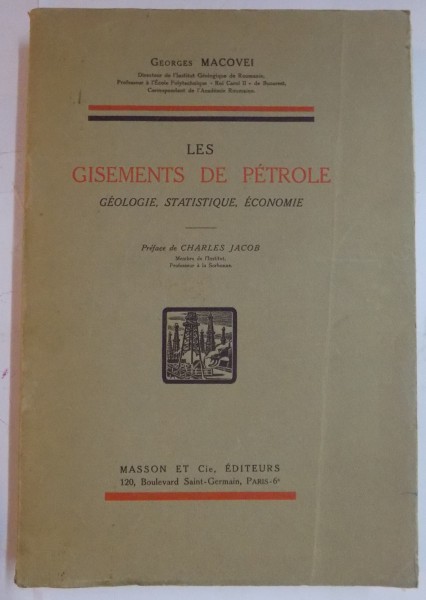 GEORGES MACOVEI
Directeur de l'Institut Géologique de Roumanie,
Professeur à l'École Polytechnique « Roi Carol II » de Bucarest,
Correspondant de l'Académie Roumaine.
LES
GISEMENTS DE PÉTROLE
GÉOLOGIE, STATISTIQUE, ÉCONOMIE
Préface de CHARLES JACOB
Membre de l'Institut,
Professeur à la Sorbonne.
MASSON ET Cie, ÉDITEURS
120, Boulevard Saint-Germain, PARIS-6e